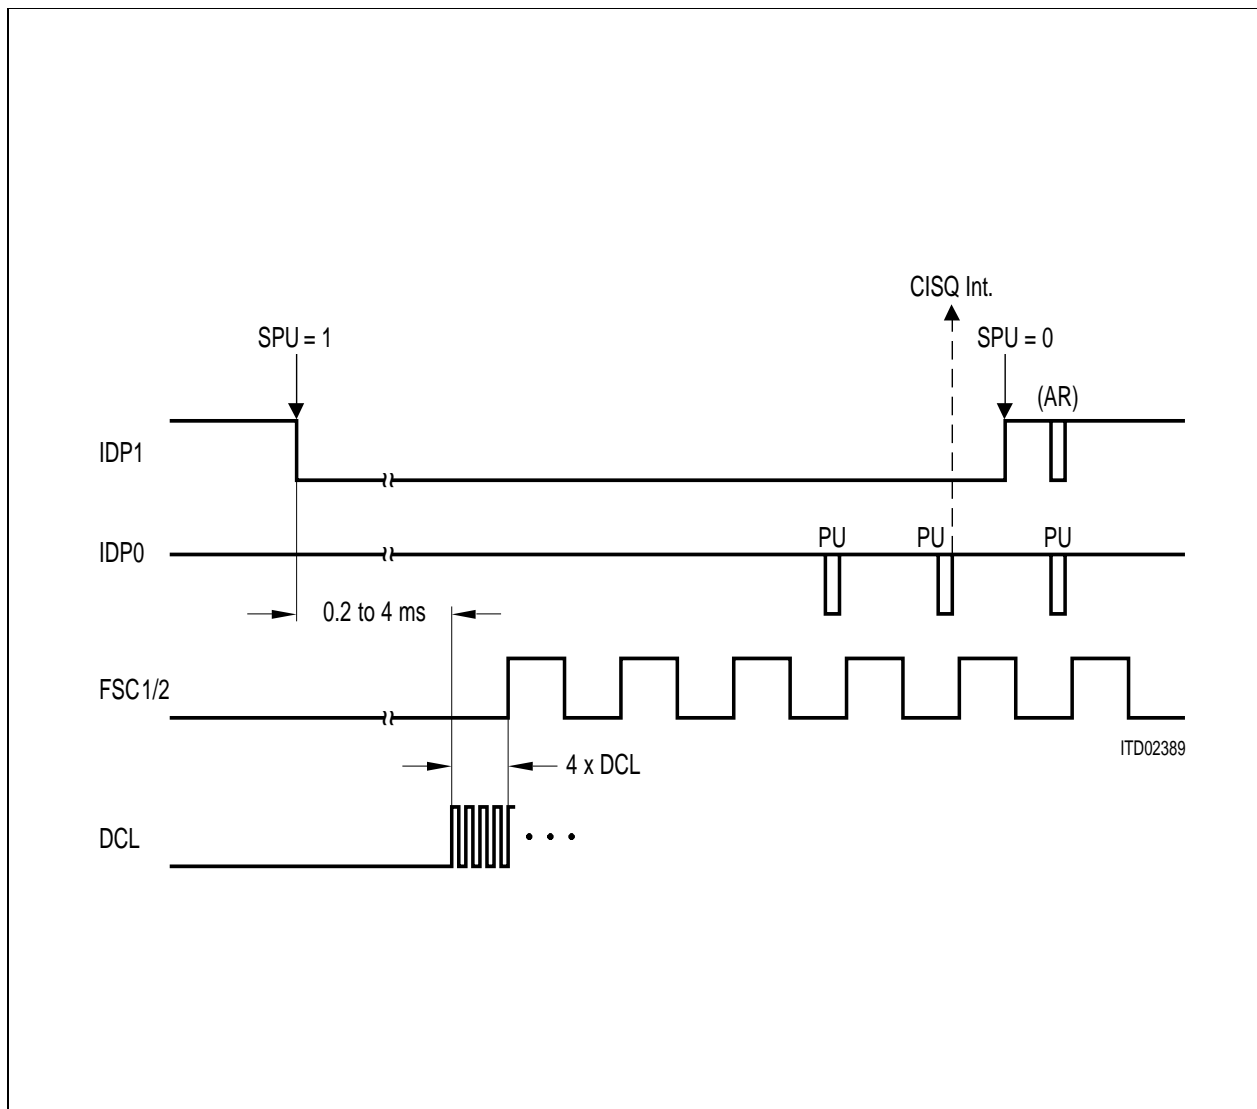 CISQ Int.
SPU = 1
SPU = 0
(AR)
IDP1
PU
PU
PU
IDP0
0.2 to 4 ms
FSC1/2
ITD02389
4 x DCL
DCL